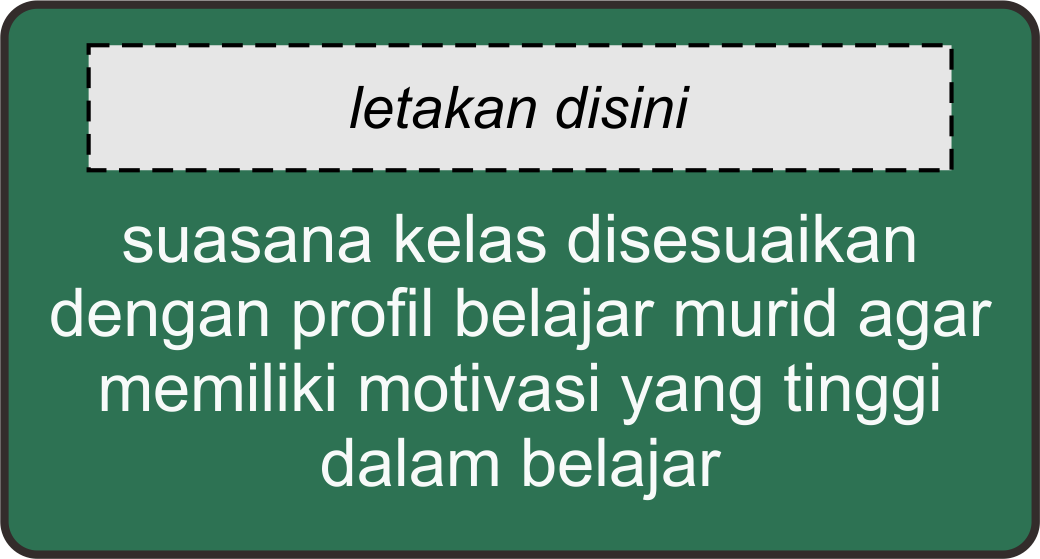 letakan disini
suasana kelas disesuaikan
dengan profil belajar murid agar
memiliki motivasi yang tinggi
dalam belajar